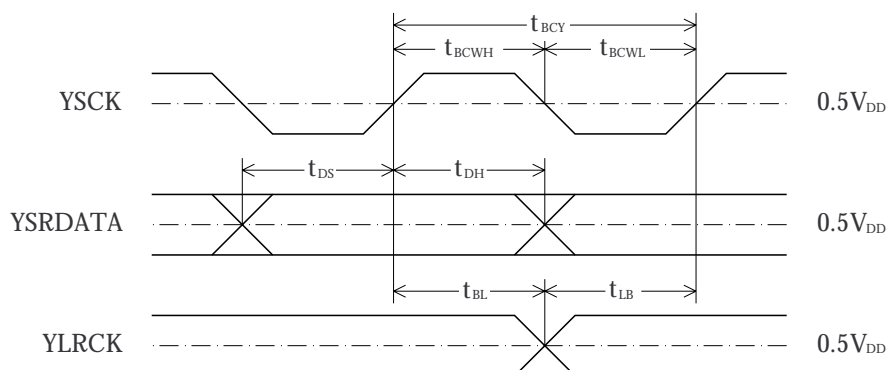 tBCY
tBCWH tBCWL
YSCK 0.5VDD
tDS tDH
YSRDATA 0.5VDD
tBL tLB
YLRCK 0.5VDD